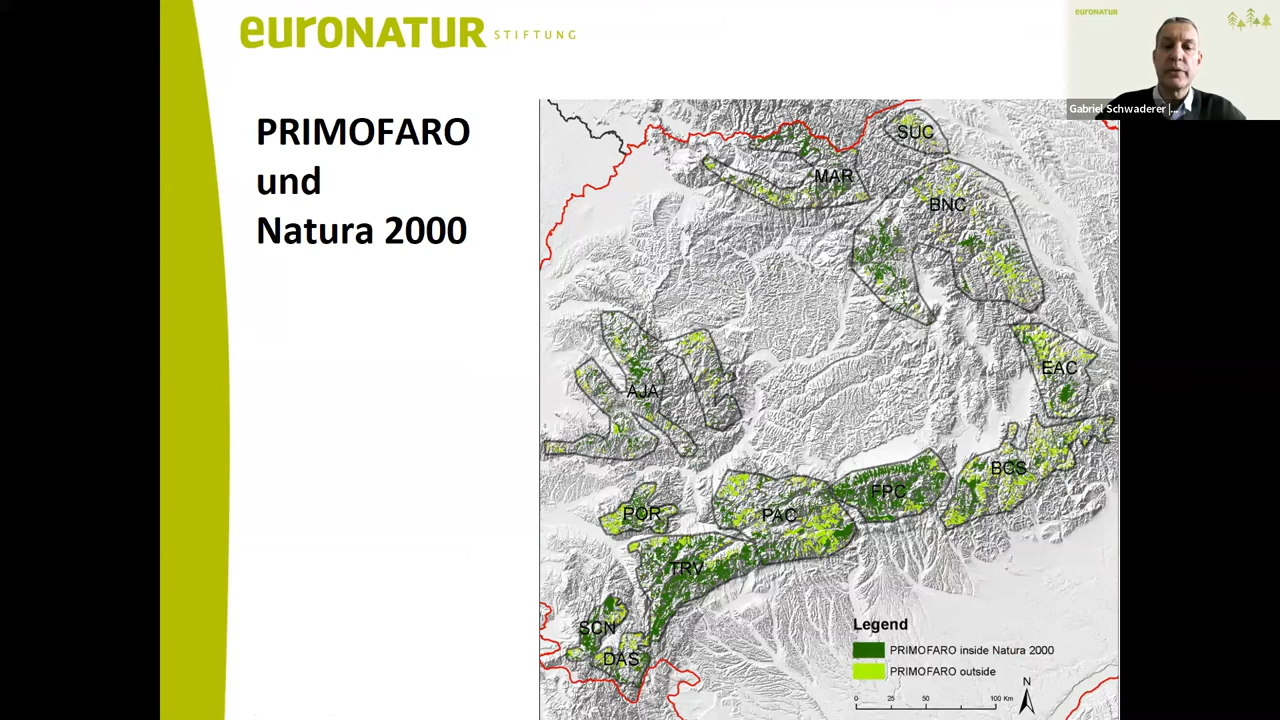 euroNATUR STIFTUNG
euroNATUR
Gabriel Schwaderer |...
PRIMOFARO
und
Natura 2000
SUC
MAR
BNC
EAC
AJA
BCS
FPC
POR
PAC
TRV
SCN
DAS
Legend
PRIMOFARO inside Natura 2000
PRIMOFARO outside
N
0 25 50 100 Km